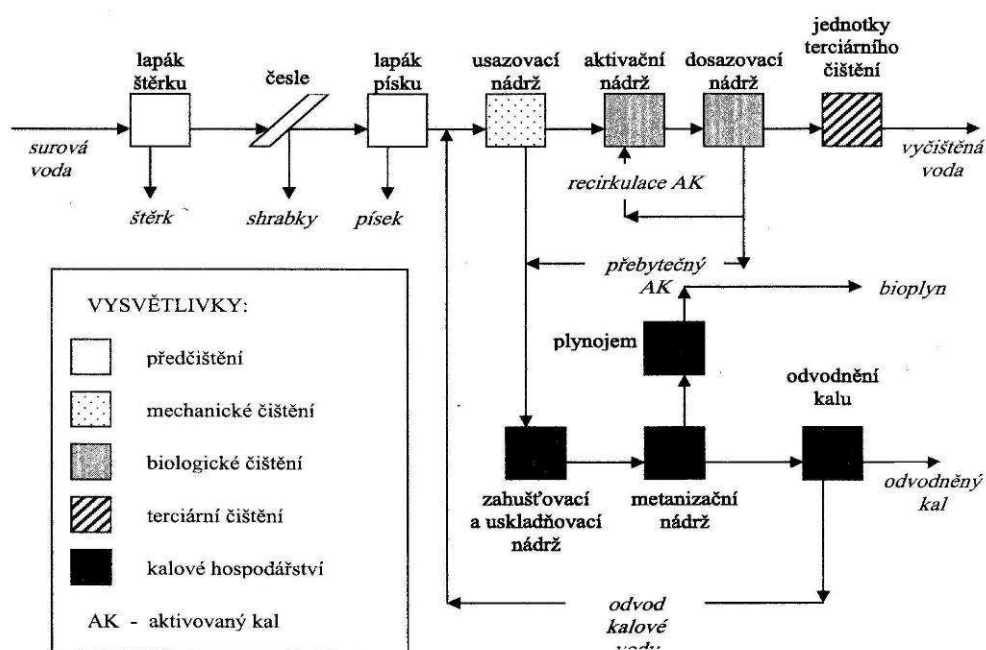 lapák
štěrku
česle
lapák
písku
usazovací
nádrž
aktivační
nádrž
dosazovací
nádrž
jednotky
terciárního
čištění
surová
voda
vyčištěná
voda
štěrk
shrabky
písek
recirkulace AK
přebytečný
AK
bioplyn
plynojem
odvodnění
kalu
zahušťovací
a uskladňovací
nádrž
metanizační
nádrž
odvodněný
kal
odvod
kalové
vody
VYSVĚTLIVKY:
předčištění
mechanické čištění
biologické čištění
terciární čištění
kalové hospodářství
AK - aktivovaný kal